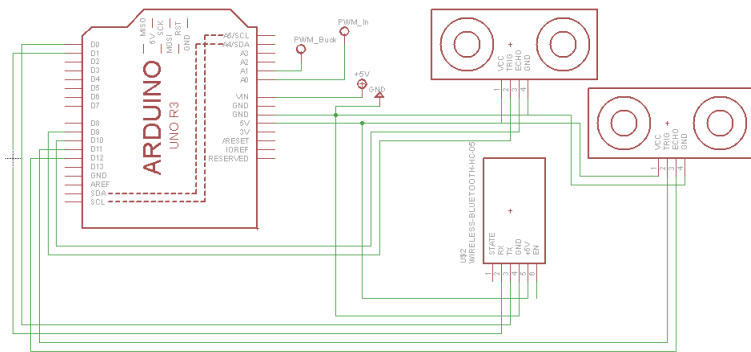 MISO
5V
SCK
MOSI
RST
GND
ARDUINO
UNO R3
D0
D1
D2
D3
D4
D5
D6
D7
D8
D9
D10
D11
D12
D13
GND
AREF
SDA
SCL
A5/SCL
A4/SDA
A3
A2
A1
A0
VIN
GND
GND
5V
3V
/RESET
IOREF
RESERVED
PWM_Buck
PWM_In
+5V
GND
VCC
TRIG
ECHO
GND
1
2
3
4
VCC
TRIG
ECHO
GND
1
2
3
4
U$2
WIRELESS-BLUETOOTH-HC-05
STATE
RX
TX
GND
+5V
EN
1
2
3
4
5
6